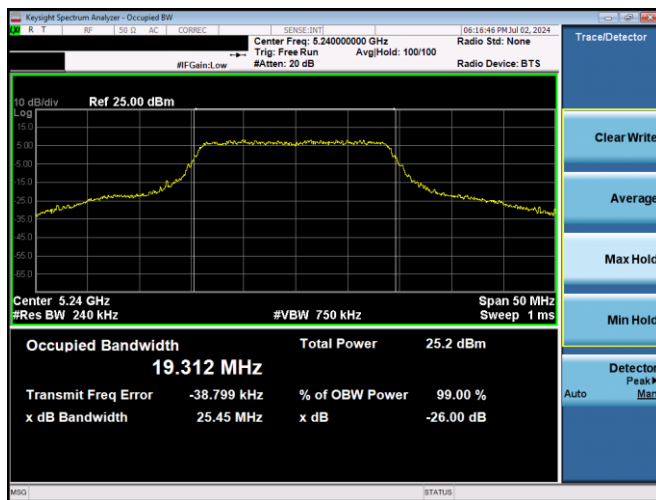 Keysight Spectrum Analyzer - Occupied BW
R T RF 50 Ω AC CORREC SENSE:INT 06:16:46 PM Jul 02, 2024
Center Freq: 5.240000000 GHz Radio Std: None
Trig: Free Run Avg|Hold: 100/100
#IFGain:Low #Atten: 20 dB Radio Device: BTS
Trace/Detector
10 dB/div Ref 25.00 dBm
Log
15.0
5.00
-5.00
-15.0
-25.0
-35.0
-45.0
-55.0
-65.0
Center 5.24 GHz Span 50 MHz
#Res BW 240 kHz #VBW 750 kHz Sweep 1 ms
Occupied Bandwidth Total Power 25.2 dBm
19.312 MHz
Transmit Freq Error -38.799 kHz % of OBW Power 99.00 %
x dB Bandwidth 25.45 MHz x dB -26.00 dB
Clear Write
Average
Max Hold
Min Hold
Detector
Peak
Auto Man
MSG STATUS